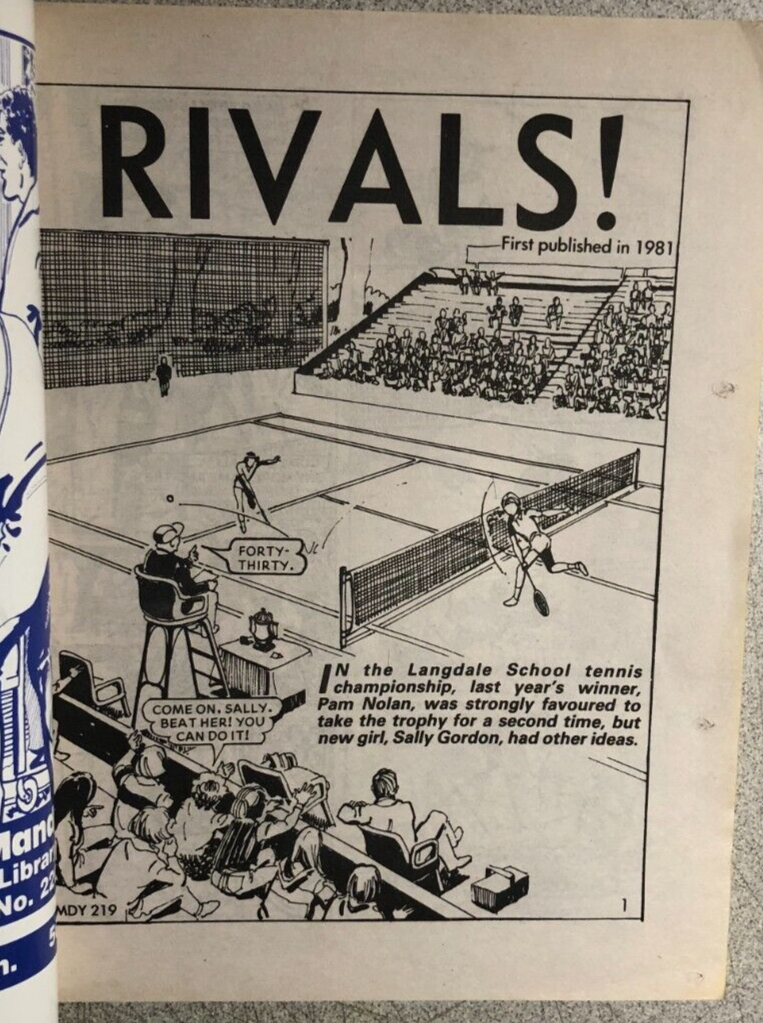 RIVALS!
First published in 1981
FORTY-
THIRTY.
IN the Langdale School tennis
championship, last year's winner,
Pam Nolan, was strongly favoured to
take the trophy for a second time, but
new girl, Sally Gordon, had other ideas.
COME ON, SALLY.
BEAT HER! YOU
CAN DO IT!
MDY 219
1
No.